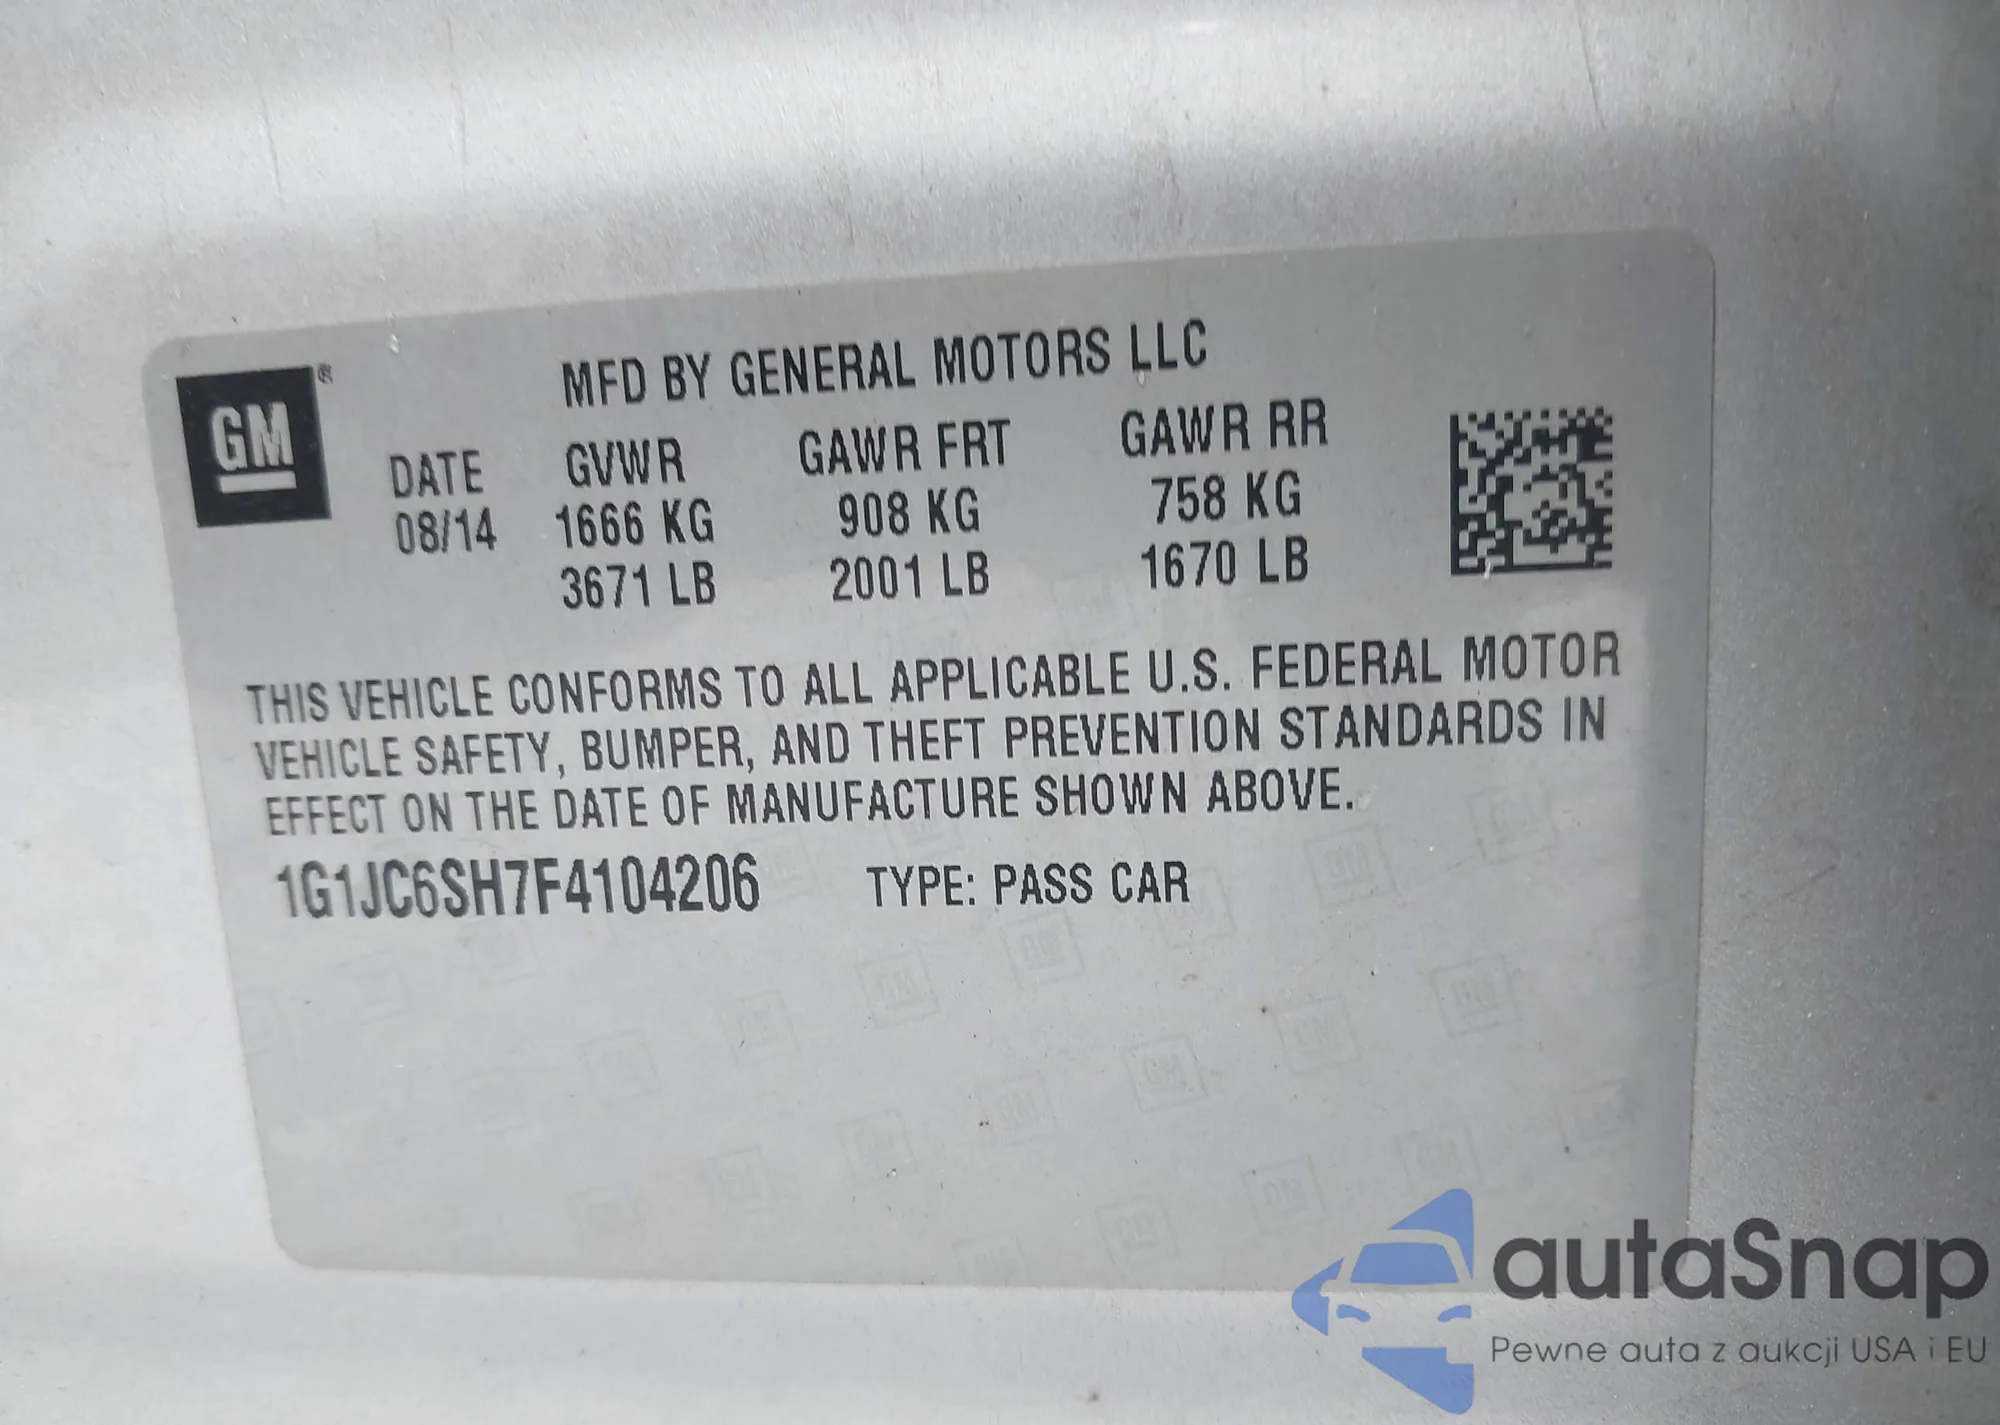 GM®
MFD BY GENERAL MOTORS LLC
DATE GVWR GAWR FRT GAWR RR
08/14 1666 KG 908 KG 758 KG
3671 LB 2001 LB 1670 LB
THIS VEHICLE CONFORMS TO ALL APPLICABLE U.S. FEDERAL MOTOR
VEHICLE SAFETY, BUMPER, AND THEFT PREVENTION STANDARDS IN
EFFECT ON THE DATE OF MANUFACTURE SHOWN ABOVE.
1G1JC6SH7F4104206 TYPE: PASS CAR
autaSnap
Pewne auta z aukcji USA i EU